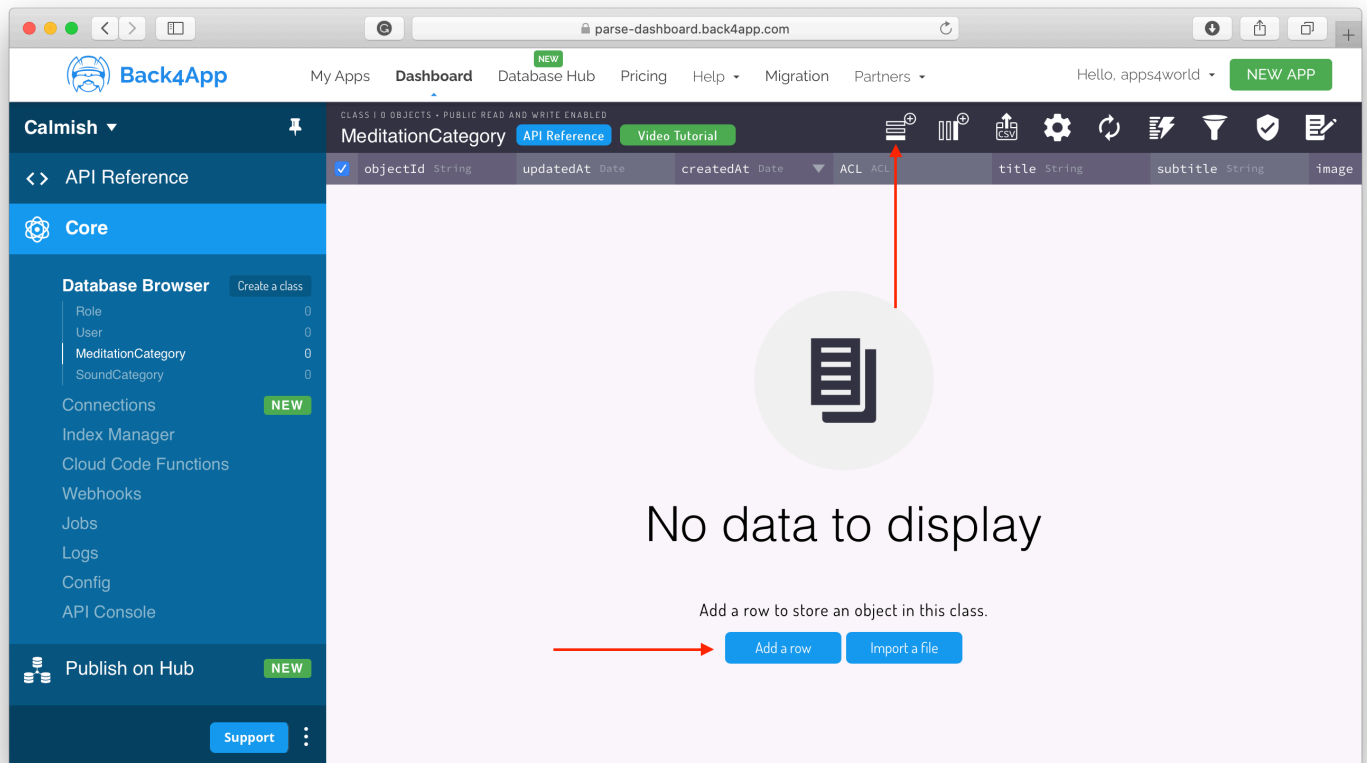 parse-dashboard.back4app.com
Back4App
My Apps Dashboard NEW Database Hub Pricing Help Migration Partners Hello, apps4world NEW APP
Calmish
CLASS | 0 OBJECTS • PUBLIC READ AND WRITE ENABLED
MeditationCategory API Reference Video Tutorial
CSV
objectId String updatedAt Date createdAt Date ACL ACL title String subtitle String image
API Reference
Core
Database Browser Create a class
Role 0
User 0
MeditationCategory 0
SoundCategory 0
Connections NEW
Index Manager
Cloud Code Functions
Webhooks
Jobs
Logs
Config
API Console
Publish on Hub NEW
Support
No data to display
Add a row to store an object in this class.
Add a row Import a file